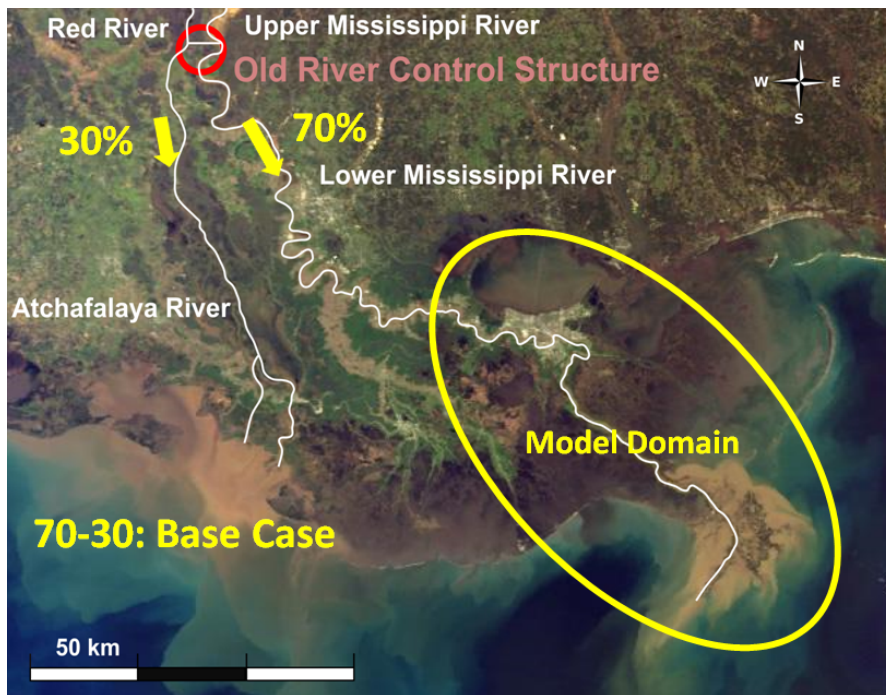 Red River
Upper Mississippi River
Old River Control Structure
N
W
E
S
30%
70%
Lower Mississippi River
Atchafalaya River
Model Domain
70-30: Base Case
50 km